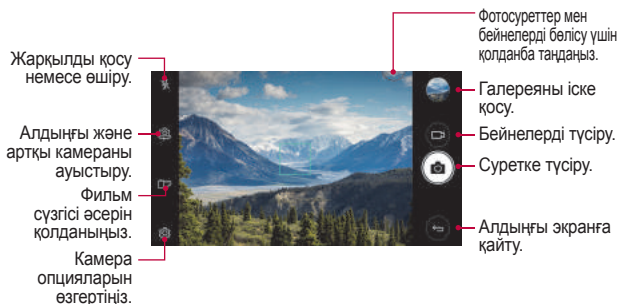 Жарқылды қосу
немесе өшіру.
Алдыңғы және
артқы камераны
ауыстыру.
Фильм
сүзгісі әсерін
қолданыңыз.
Камера
опцияларын
өзгертіңіз.
Фотосуреттер мен
бейнелерді бөлісу үшін
қолданба таңдаңыз.
Галереяны іске
қосу.
Бейнелерді түсіру.
Суретке түсіру.
Алдыңғы экранға
қайту.